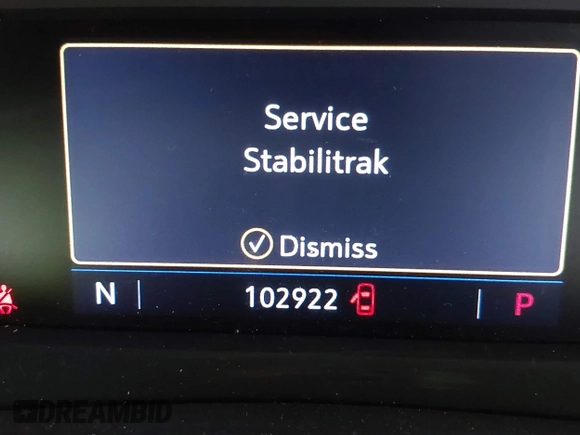 Service
Stabilitrak
Dismiss
N 102922 P
DREAMBID